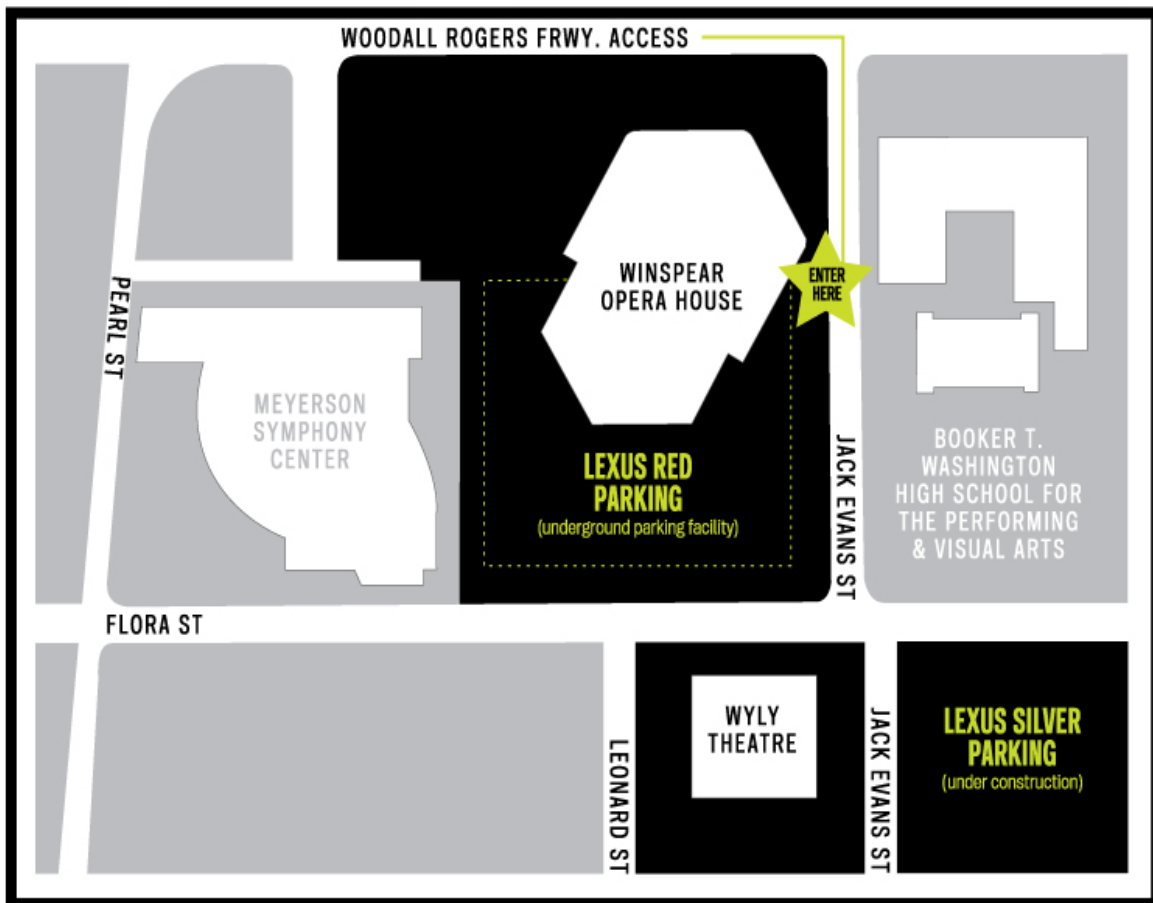 WOODALL ROGERS FRWY. ACCESS
ENTER
HERE
WINSPEAR
OPERA HOUSE
PEARL ST
MEYERSON
SYMPHONY
CENTER
LEXUS RED
PARKING
(underground parking facility)
JACK EVANS ST
BOOKER T.
WASHINGTON
HIGH SCHOOL FOR
THE PERFORMING
& VISUAL ARTS
FLORA ST
LEONARD ST
WYLY
THEATRE
JACK EVANS ST
LEXUS SILVER
PARKING
(under construction)